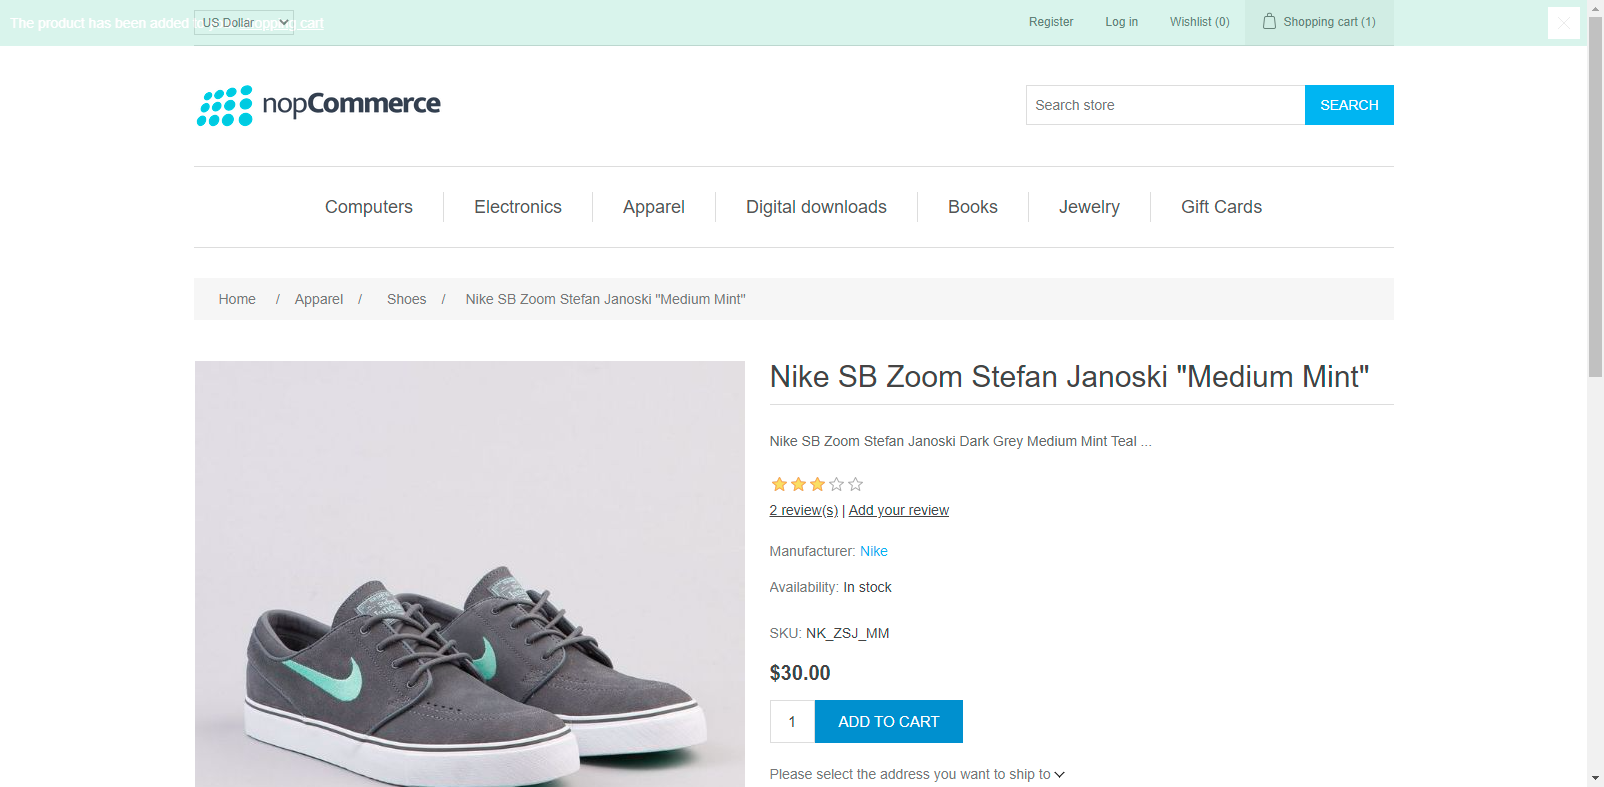 The product has been added shopping cart
US Dollar
Register
Log in
Wishlist (0)
Shopping cart (1)
nopCommerce
Search store
SEARCH
Computers
Electronics
Apparel
Digital downloads
Books
Jewelry
Gift Cards
Home / Apparel / Shoes / Nike SB Zoom Stefan Janoski "Medium Mint"
Nike SB Zoom Stefan Janoski "Medium Mint"
Nike SB Zoom Stefan Janoski Dark Grey Medium Mint Teal ...
2 review(s) | Add your review
Manufacturer: Nike
Availability: In stock
SKU: NK_ZSJ_MM
$30.00
1
ADD TO CART
Please select the address you want to ship to